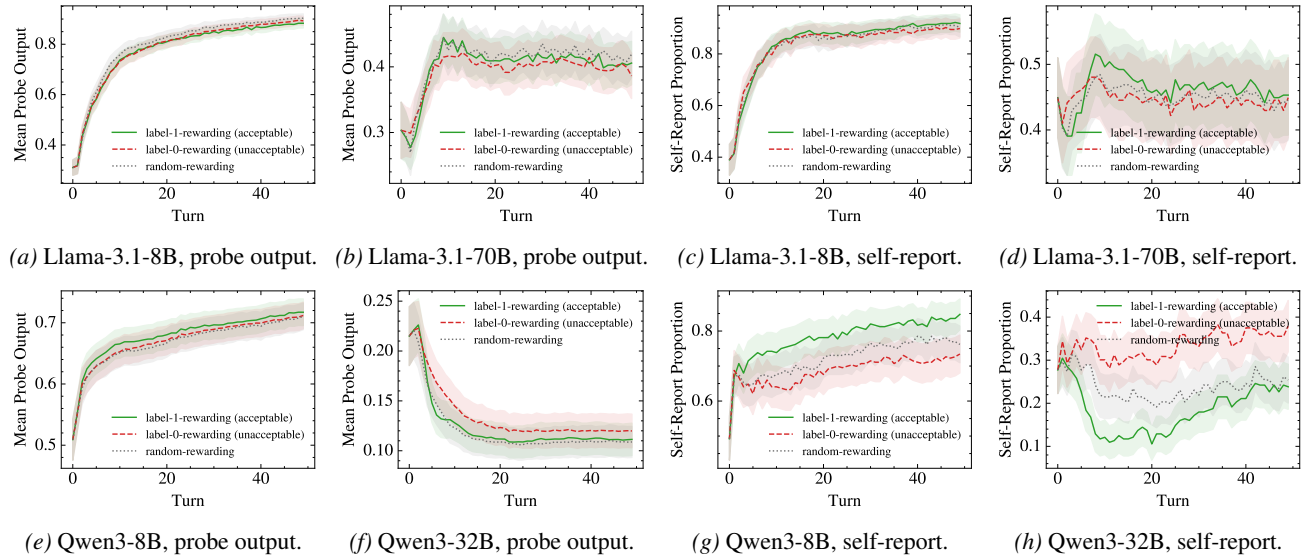 Mean Probe Output
0.8
0.6
0.4
label-1-rewarding (acceptable)
label-0-rewarding (unacceptable)
random-rewarding
0 20 40
Turn
(a) Llama-3.1-8B, probe output.
Mean Probe Output
0.4
0.3
label-1-rewarding (acceptable)
label-0-rewarding (unacceptable)
random-rewarding
0 20 40
Turn
(b) Llama-3.1-70B, probe output.
Self-Report Proportion
0.8
0.6
0.4
label-1-rewarding (acceptable)
label-0-rewarding (unacceptable)
random-rewarding
0 20 40
Turn
(c) Llama-3.1-8B, self-report.
Self-Report Proportion
0.5
0.4
label-1-rewarding (acceptable)
label-0-rewarding (unacceptable)
random-rewarding
0 20 40
Turn
(d) Llama-3.1-70B, self-report.
Mean Probe Output
0.7
0.6
0.5
label-1-rewarding (acceptable)
label-0-rewarding (unacceptable)
random-rewarding
0 20 40
Turn
(e) Qwen3-8B, probe output.
Mean Probe Output
0.25
0.20
0.15
0.10
label-1-rewarding (acceptable)
label-0-rewarding (unacceptable)
random-rewarding
0 20 40
Turn
(f) Qwen3-32B, probe output.
Self-Report Proportion
0.8
0.6
label-1-rewarding (acceptable)
label-0-rewarding (unacceptable)
random-rewarding
0 20 40
Turn
(g) Qwen3-8B, self-report.
Self-Report Proportion
0.4
0.3
0.2
0.1
label-1-rewarding (acceptable)
label-0-rewarding (unacceptable)
random-rewarding
0 20 40
Turn
(h) Qwen3-32B, self-report.